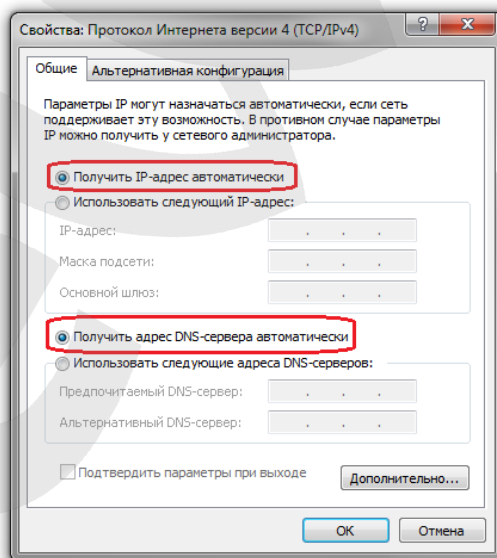 Свойства: Протокол Интернета версии 4 (TCP/IPv4)
Общие
Альтернативная конфигурация
Параметры IP могут назначаться автоматически, если сеть
поддерживает эту возможность. В противном случае параметры
IP можно получить у сетевого администратора.
Получить IP-адрес автоматически
Использовать следующий IP-адрес:
IP-адрес:
Маска подсети:
Основной шлюз:
Получить адрес DNS-сервера автоматически
Использовать следующие адреса DNS-серверов:
Предпочитаемый DNS-сервер:
Альтернативный DNS-сервер:
Подтвердить параметры при выходе
Дополнительно...
ОК
Отмена